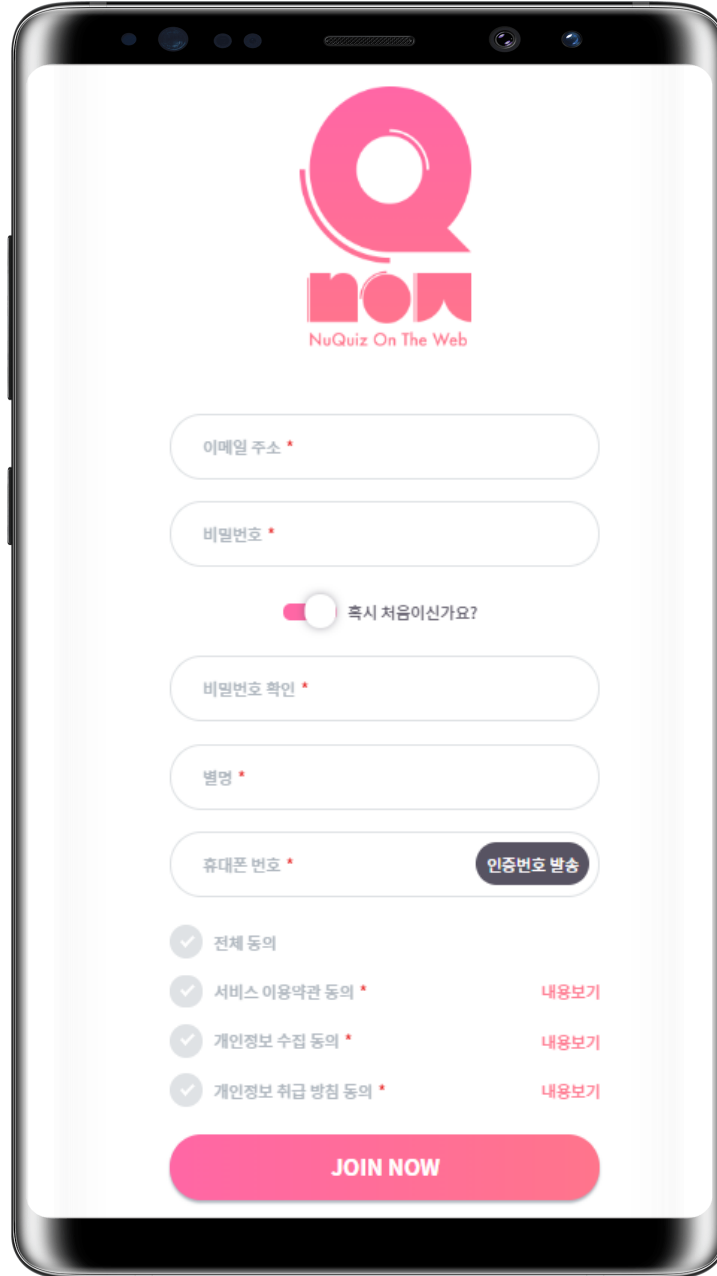 Q
now
NuQuiz On The Web
이메일 주소 *
비밀번호 *
혹시 처음이신가요?
비밀번호 확인 *
별명 *
휴대폰 번호 * 인증번호 발송
전체 동의
서비스 이용약관 동의 * 내용보기
개인정보 수집 동의 * 내용보기
개인정보 취급 방침 동의 * 내용보기
JOIN NOW